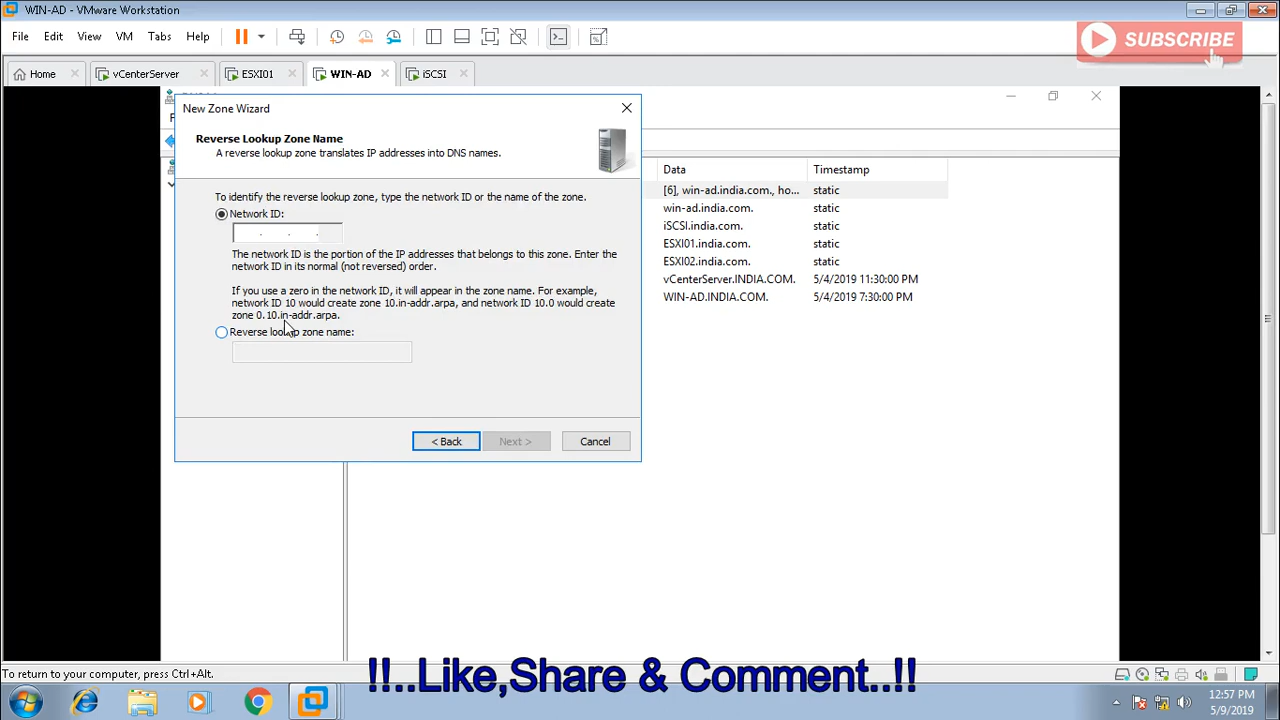 WIN-AD - VMware Workstation
File Edit View VM Tabs Help
SUBSCRIBE
Home vCenterServer ESXI01 WIN-AD iSCSI
New Zone Wizard
Reverse Lookup Zone Name
A reverse lookup zone translates IP addresses into DNS names.
To identify the reverse lookup zone, type the network ID or the name of the zone.
Network ID:
. . .
The network ID is the portion of the IP addresses that belongs to this zone. Enter the
network ID in its normal (not reversed) order.
If you use a zero in the network ID, it will appear in the zone name. For example,
network ID 10 would create zone 10.in-addr.arpa, and network ID 10.0 would create
zone 0.10.in-addr.arpa.
Reverse lookup zone name:
< Back Next > Cancel
Data Timestamp
[6], win-ad.india.com., ho... static
win-ad.india.com. static
iSCSI.india.com. static
ESXI01.india.com. static
ESXI02.india.com. static
vCenterServer.INDIA.COM. 5/4/2019 11:30:00 PM
WIN-AD.INDIA.COM. 5/4/2019 7:30:00 PM
!!..Like,Share & Comment..!!
To return to your computer, press Ctrl+Alt.
12:57 PM
5/9/2019